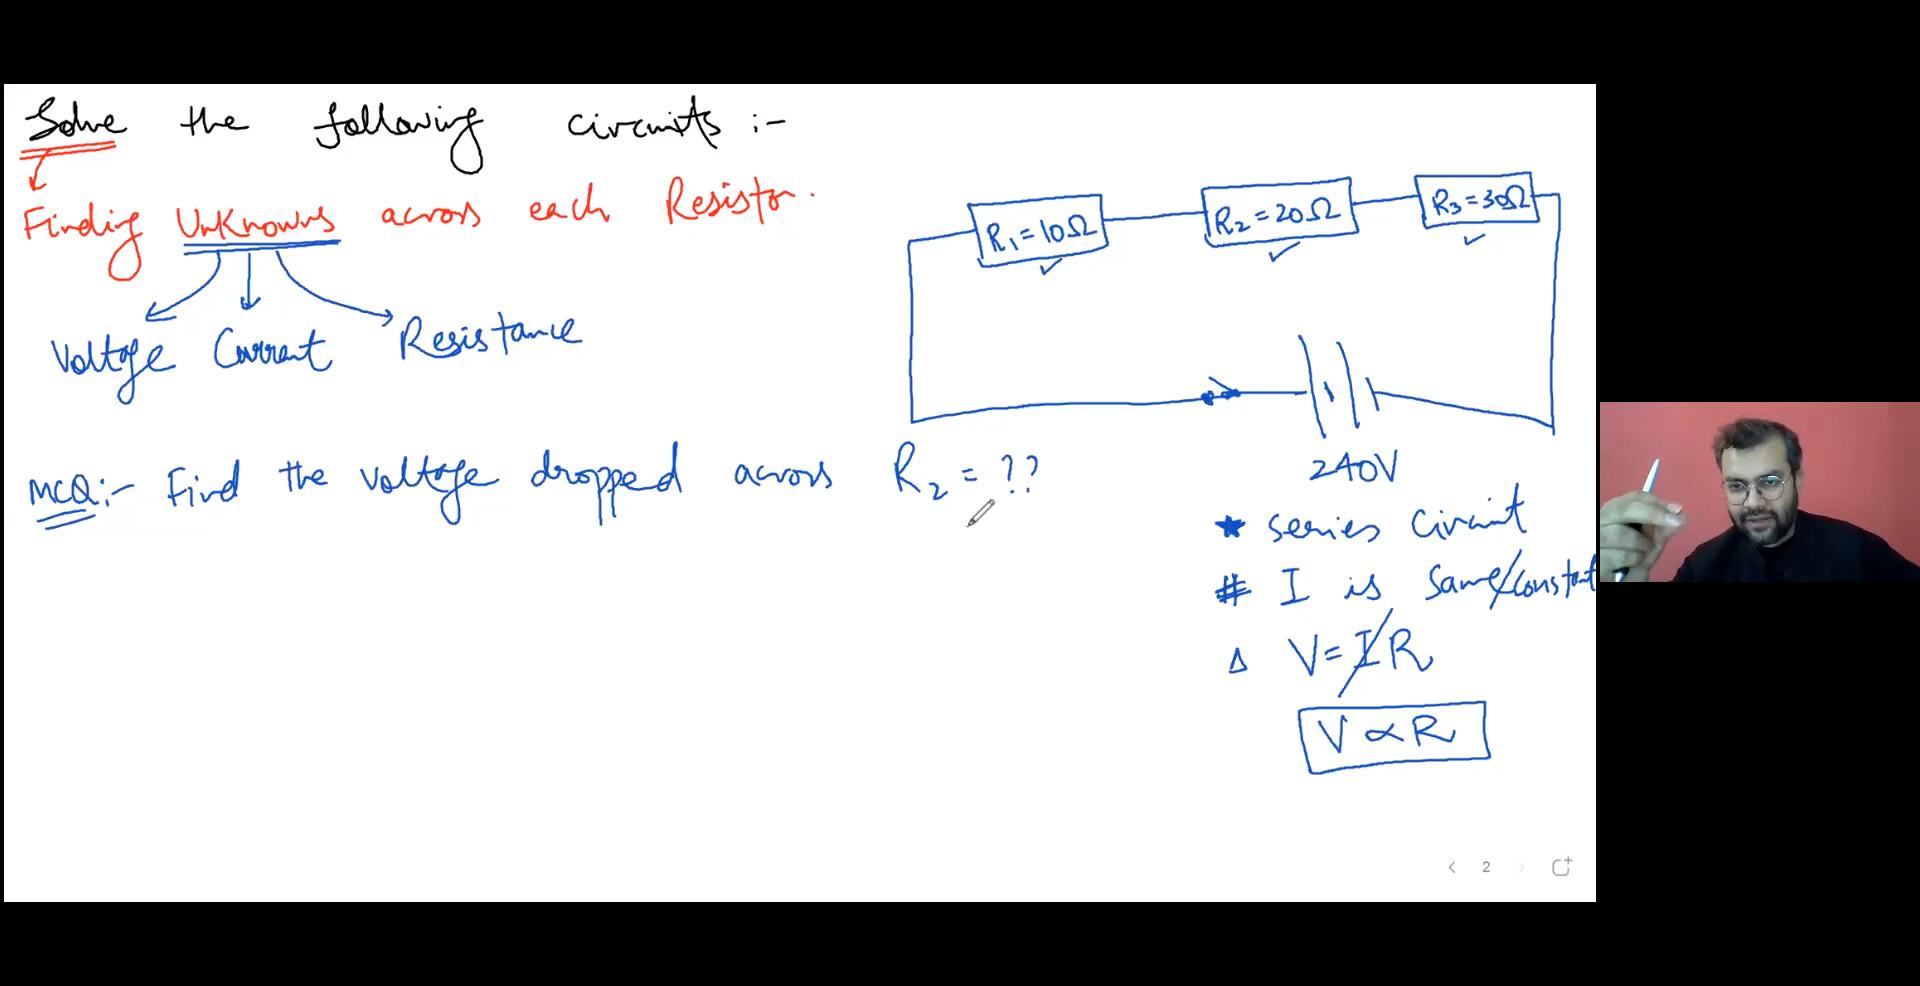 Solve the following circuits :-
Finding UnKnowns across each Resistor.
Voltage Current Resistance
R₁=10Ω R₂=20Ω R₃=30Ω
240V
MCQ:- Find the voltage dropped across R₂ = ??
★ series circuit
# I is same/constant
Δ V=IR
V ∝ R
< 2 >